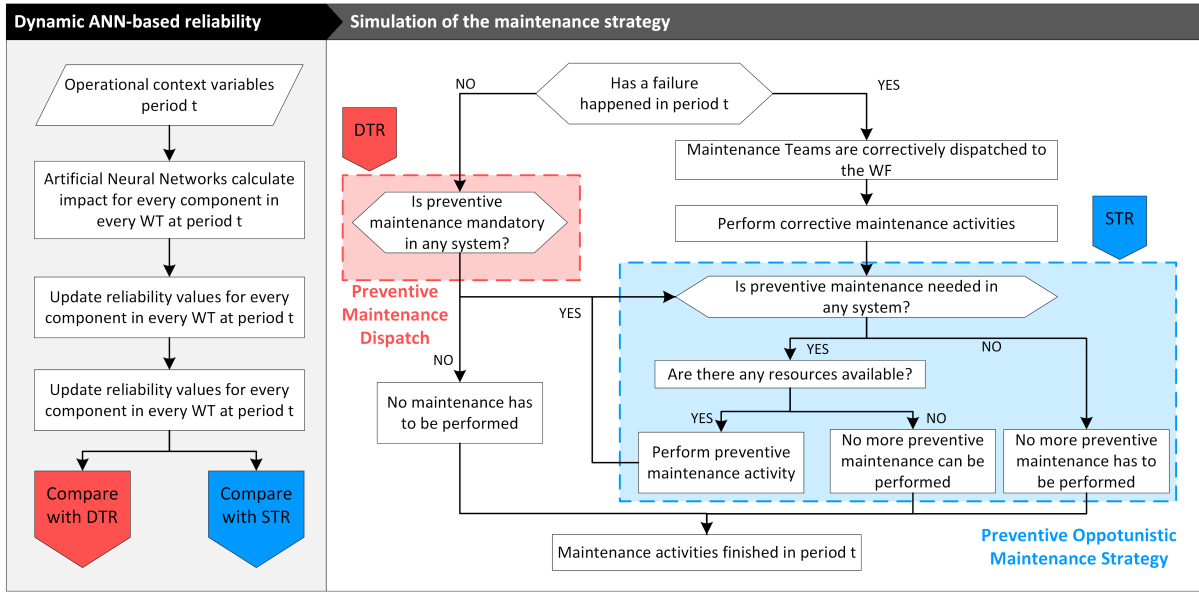 Dynamic ANN-based reliability
Simulation of the maintenance strategy
Operational context variables
period t
Artificial Neural Networks calculate
impact for every component in
every WT at period t
Update reliability values for every
component in every WT at period t
Update reliability values for every
component in every WT at period t
Compare
with DTR
Compare
with STR
Has a failure
happened in period t
NO
YES
DTR
Maintenance Teams are correctively dispatched to
the WF
Is preventive
maintenance mandatory
in any system?
Perform corrective maintenance activities
STR
Preventive
Maintenance
Dispatch
Is preventive maintenance needed in
any system?
YES
NO
YES
NO
Are there any resources available?
No maintenance has
to be performed
YES
NO
Perform preventive
maintenance activity
No more preventive
maintenance can be
performed
No more preventive
maintenance has to
be performed
Maintenance activities finished in period t
Preventive Oppotunistic
Maintenance Strategy